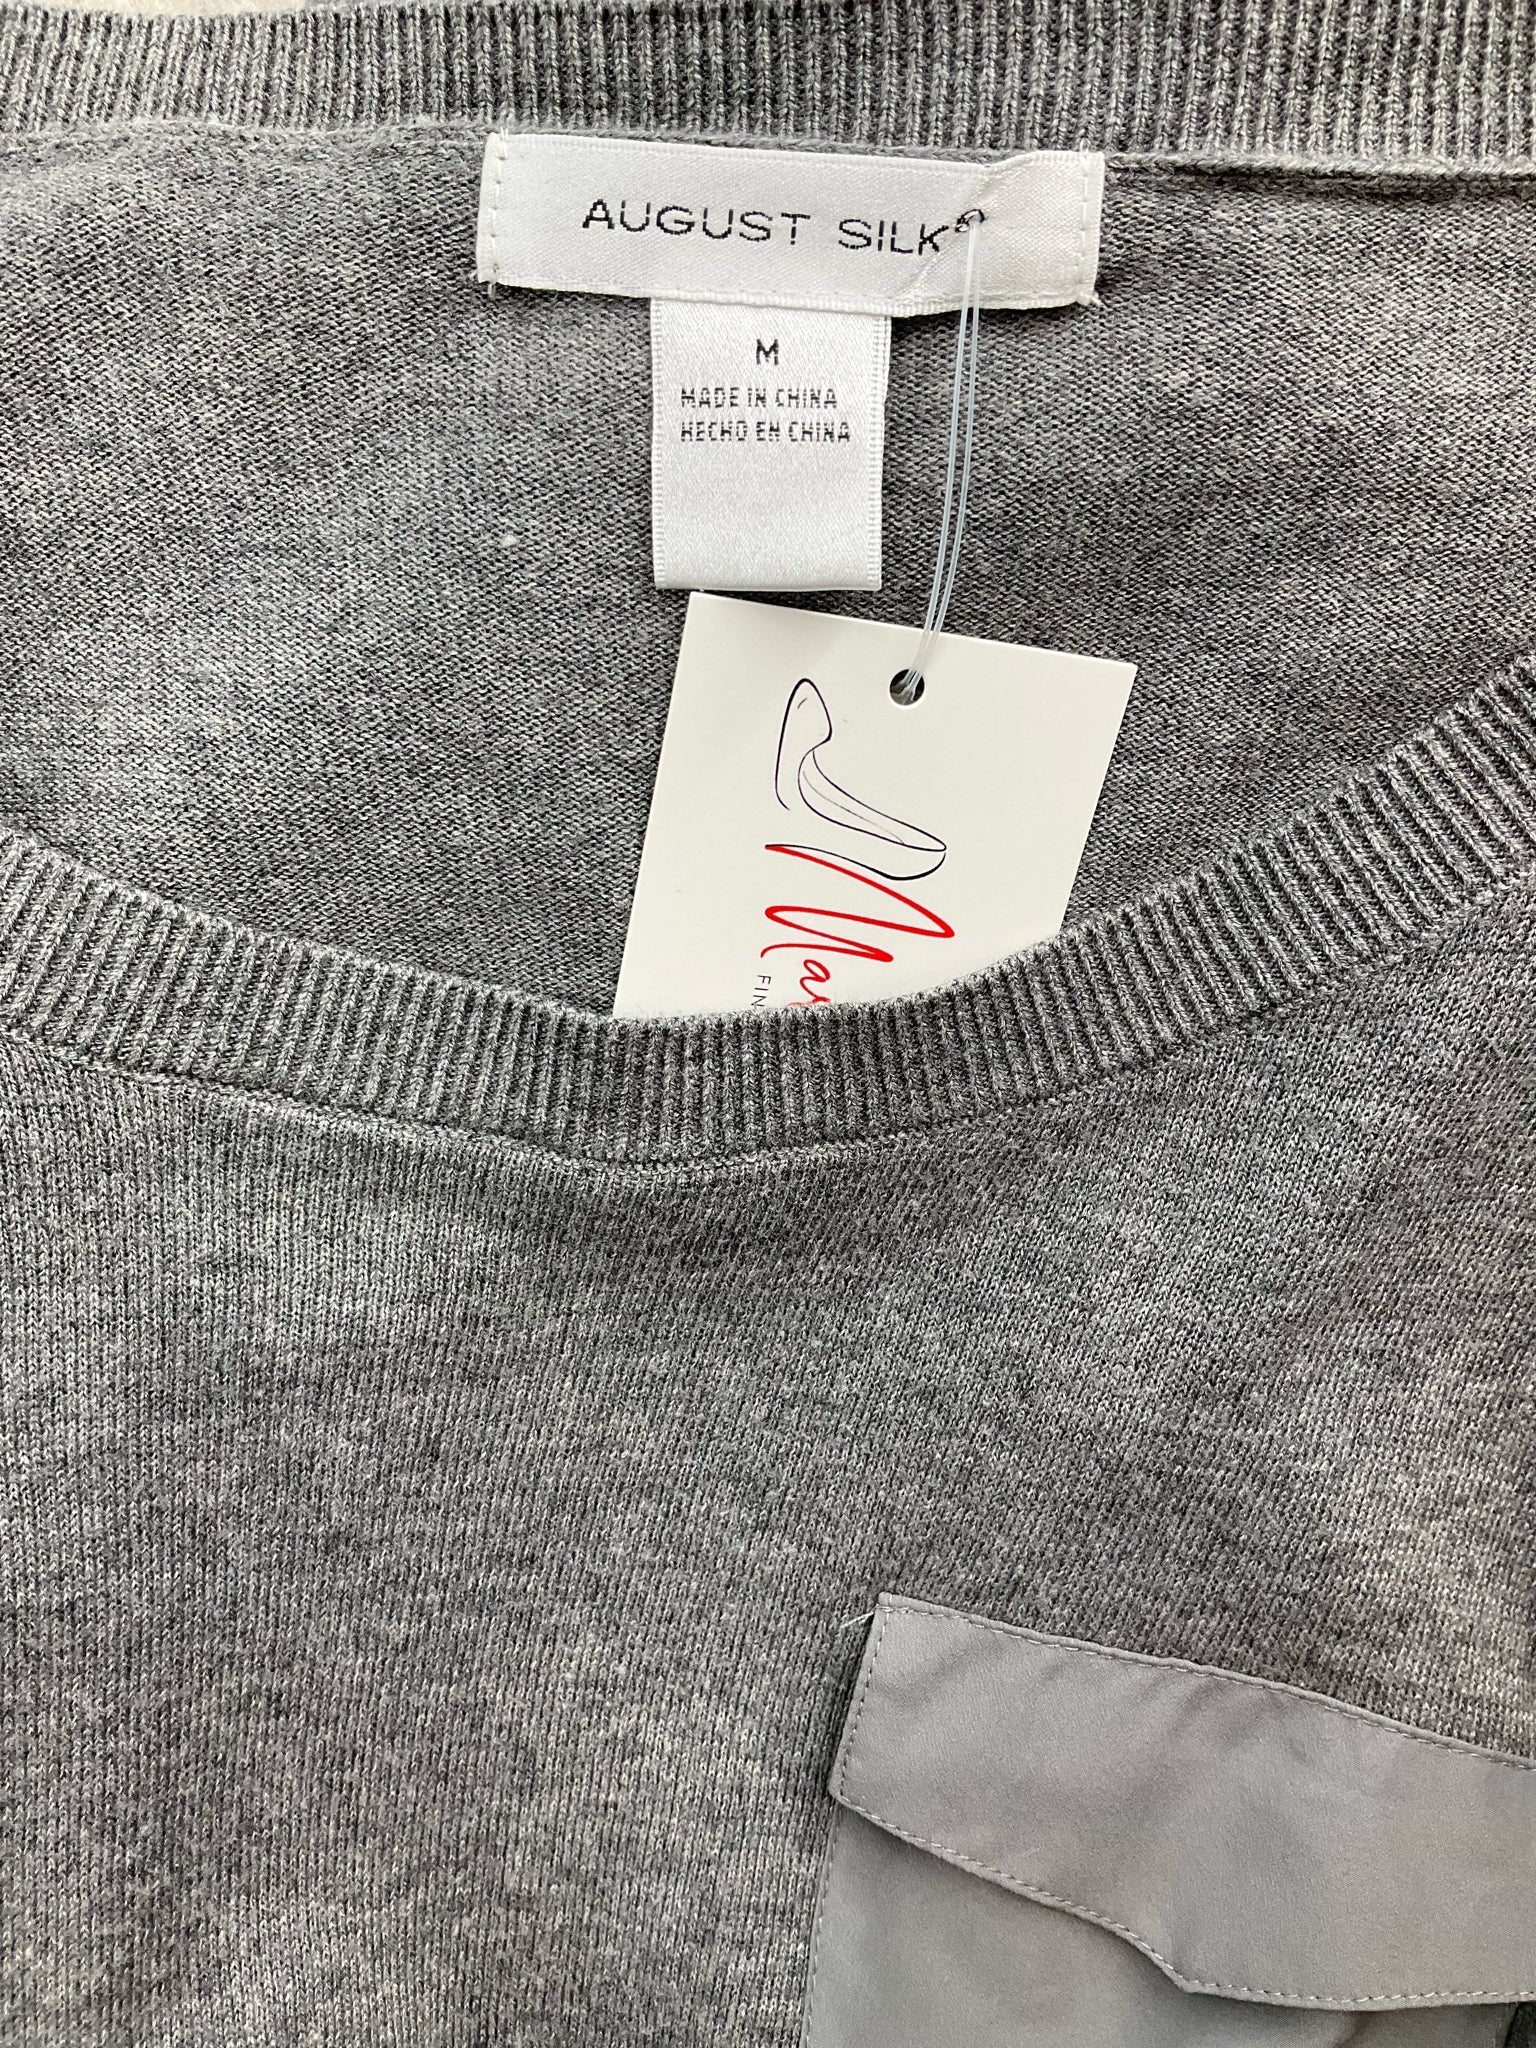 AUGUST SILK®
M
MADE IN CHINA
HECHO EN CHINA